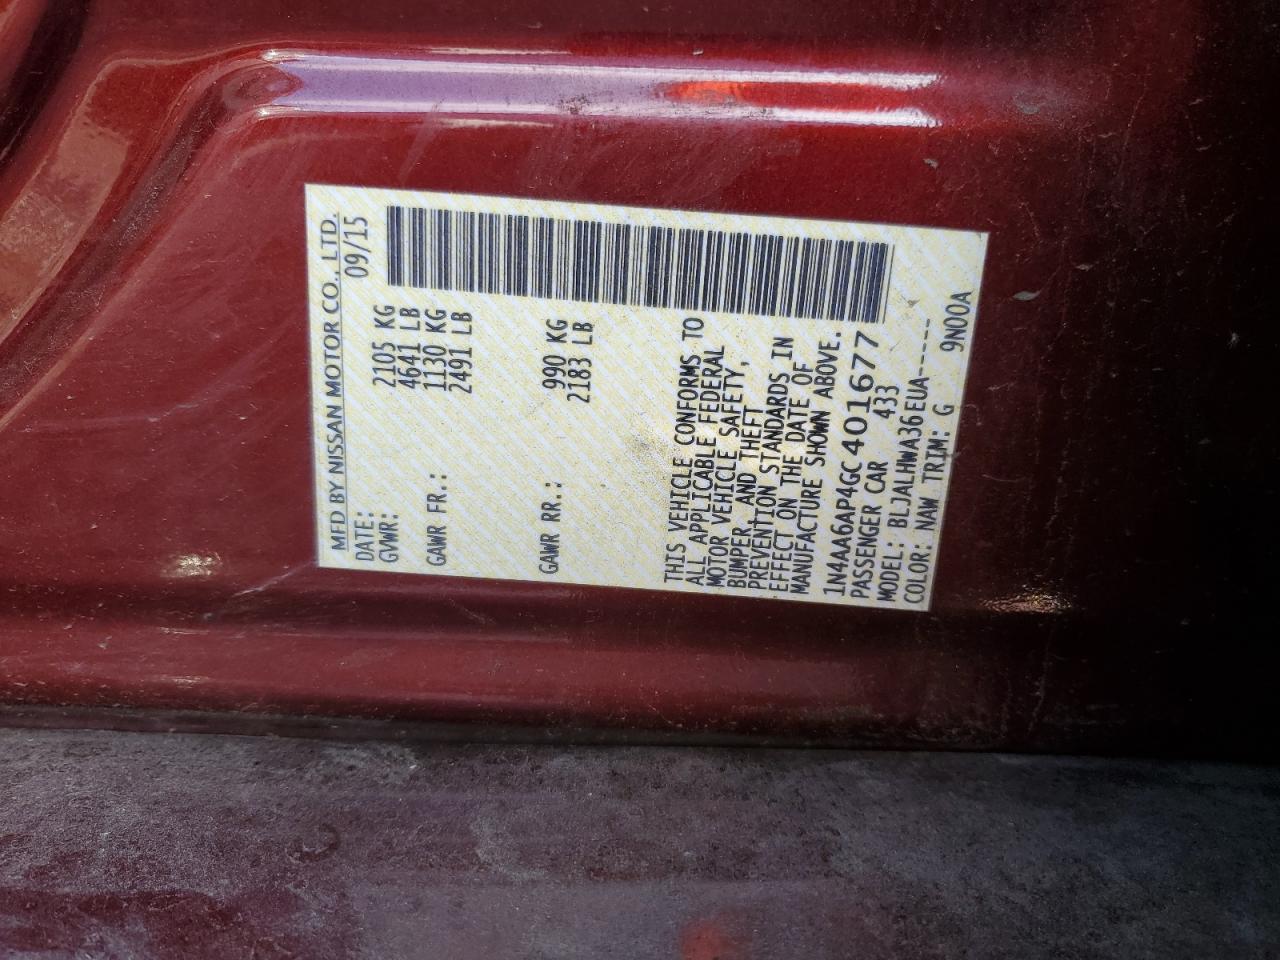 MFD BY NISSAN MOTOR CO., LTD.
DATE: 09/15
GVWR: 2105 KG
4641 LB
GAWR FR.: 1130 KG
2491 LB
GAWR RR.: 990 KG
2183 LB
THIS VEHICLE CONFORMS TO
ALL APPLICABLE FEDERAL
MOTOR VEHICLE SAFETY,
BUMPER, AND THEFT
PREVENTION STANDARDS IN
EFFECT ON THE DATE OF
MANUFACTURE SHOWN ABOVE.
1N4AA6AP4GC401677
PASSENGER CAR 433
MODEL: BLJALHWA36EUA-----
COLOR: NAW TRIM: G 9N00A